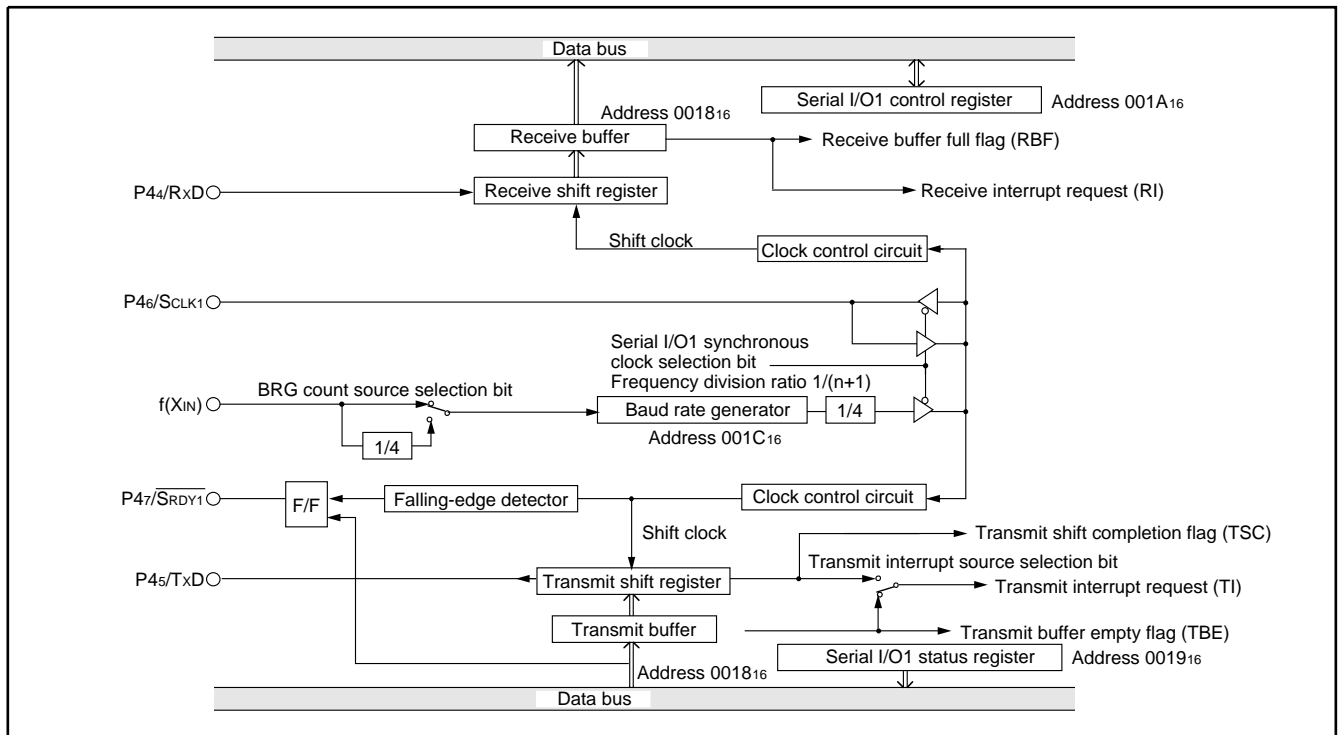 Data bus
Serial I/O1 control register
Address 001A16
Address 001816
Receive buffer
Receive buffer full flag (RBF)
P44/RXD
Receive shift register
Receive interrupt request (RI)
Shift clock
Clock control circuit
P46/SCLK1
Serial I/O1 synchronous
clock selection bit
Frequency division ratio 1/(n+1)
BRG count source selection bit
f(XIN)
Baud rate generator
1/4
Address 001C16
1/4
P47/SRDY1
F/F
Falling-edge detector
Clock control circuit
Shift clock
Transmit shift completion flag (TSC)
Transmit interrupt source selection bit
P45/TXD
Transmit shift register
Transmit interrupt request (TI)
Transmit buffer
Transmit buffer empty flag (TBE)
Address 001816
Serial I/O1 status register
Address 001916
Data bus